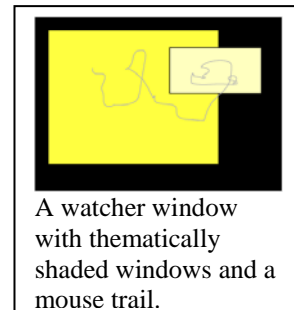 A watcher window
with thematically
shaded windows and a
mouse trail.